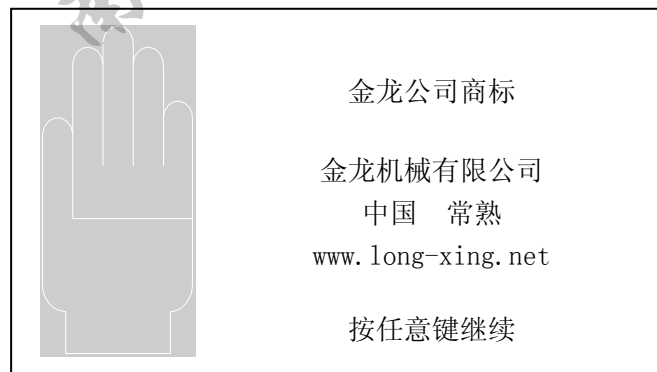 金龙公司商标
金龙机械有限公司
中国　常熟
www.long-xing.net
按任意键继续